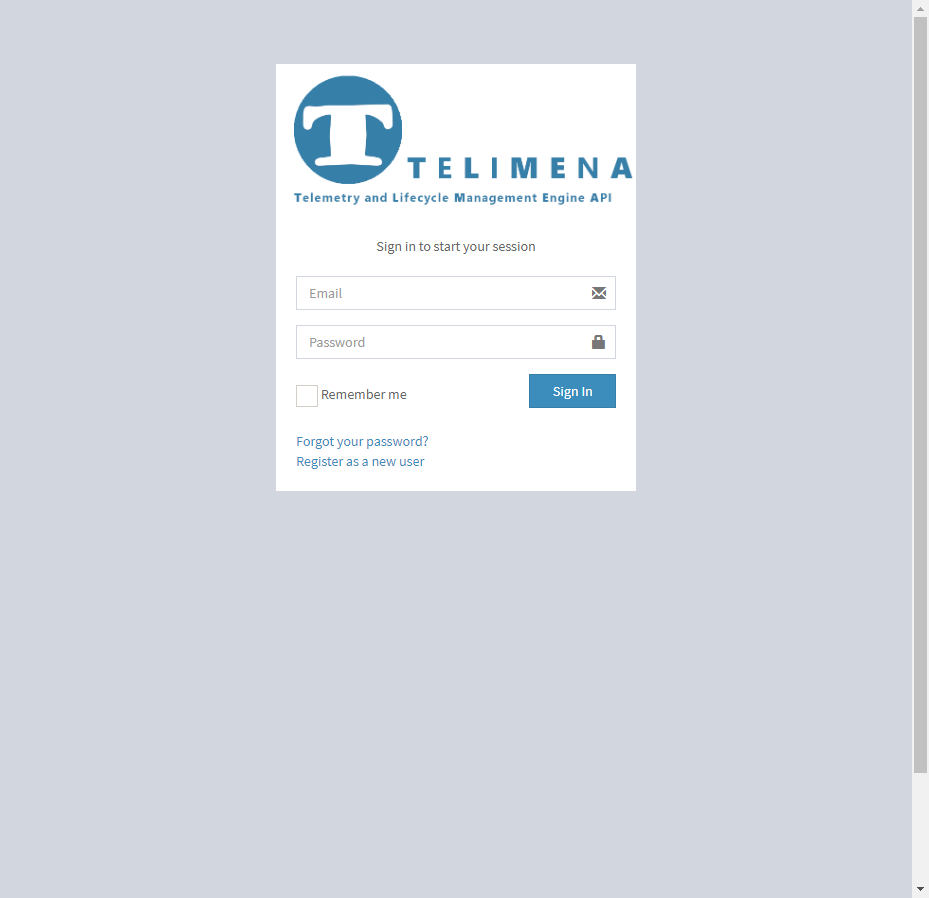 T TELIMENA
Telemetry and Lifecycle Management Engine API
Sign in to start your session
Email
Password
Remember me
Sign In
Forgot your password?
Register as a new user